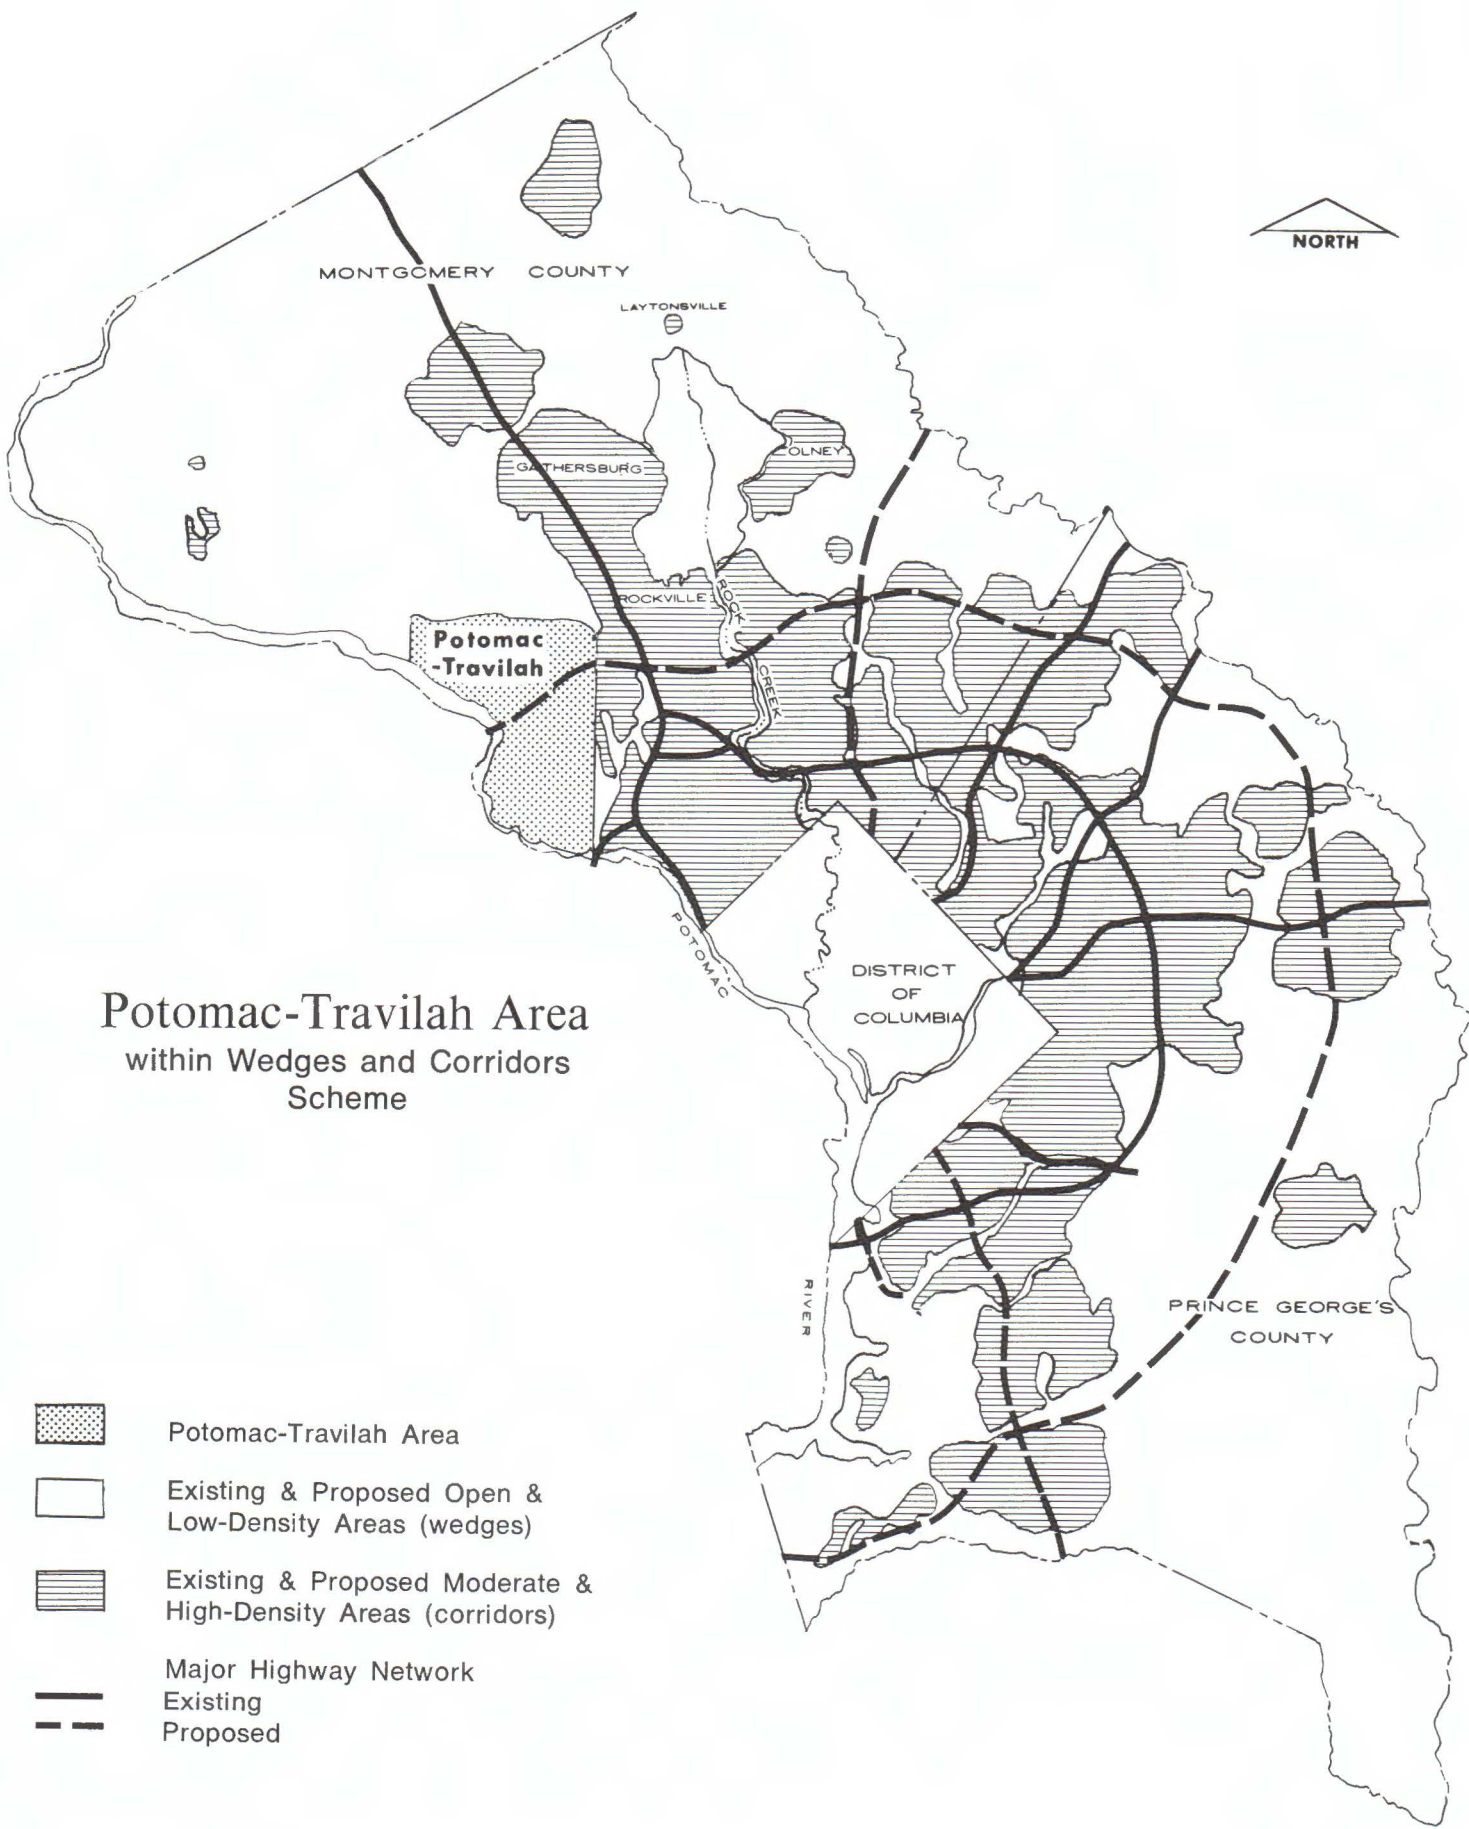 NORTH
MONTGOMERY COUNTY
LAYTONSVILLE
OLNEY
GATHERSBURG
ROCKVILLE
ROCK
CREEK
Potomac
-Travilah
POTOMAC
RIVER
DISTRICT
OF
COLUMBIA
PRINCE GEORGE'S
COUNTY
Potomac-Travilah Area
within Wedges and Corridors
Scheme
Potomac-Travilah Area
Existing & Proposed Open &
Low-Density Areas (wedges)
Existing & Proposed Moderate &
High-Density Areas (corridors)
Major Highway Network
Existing
Proposed